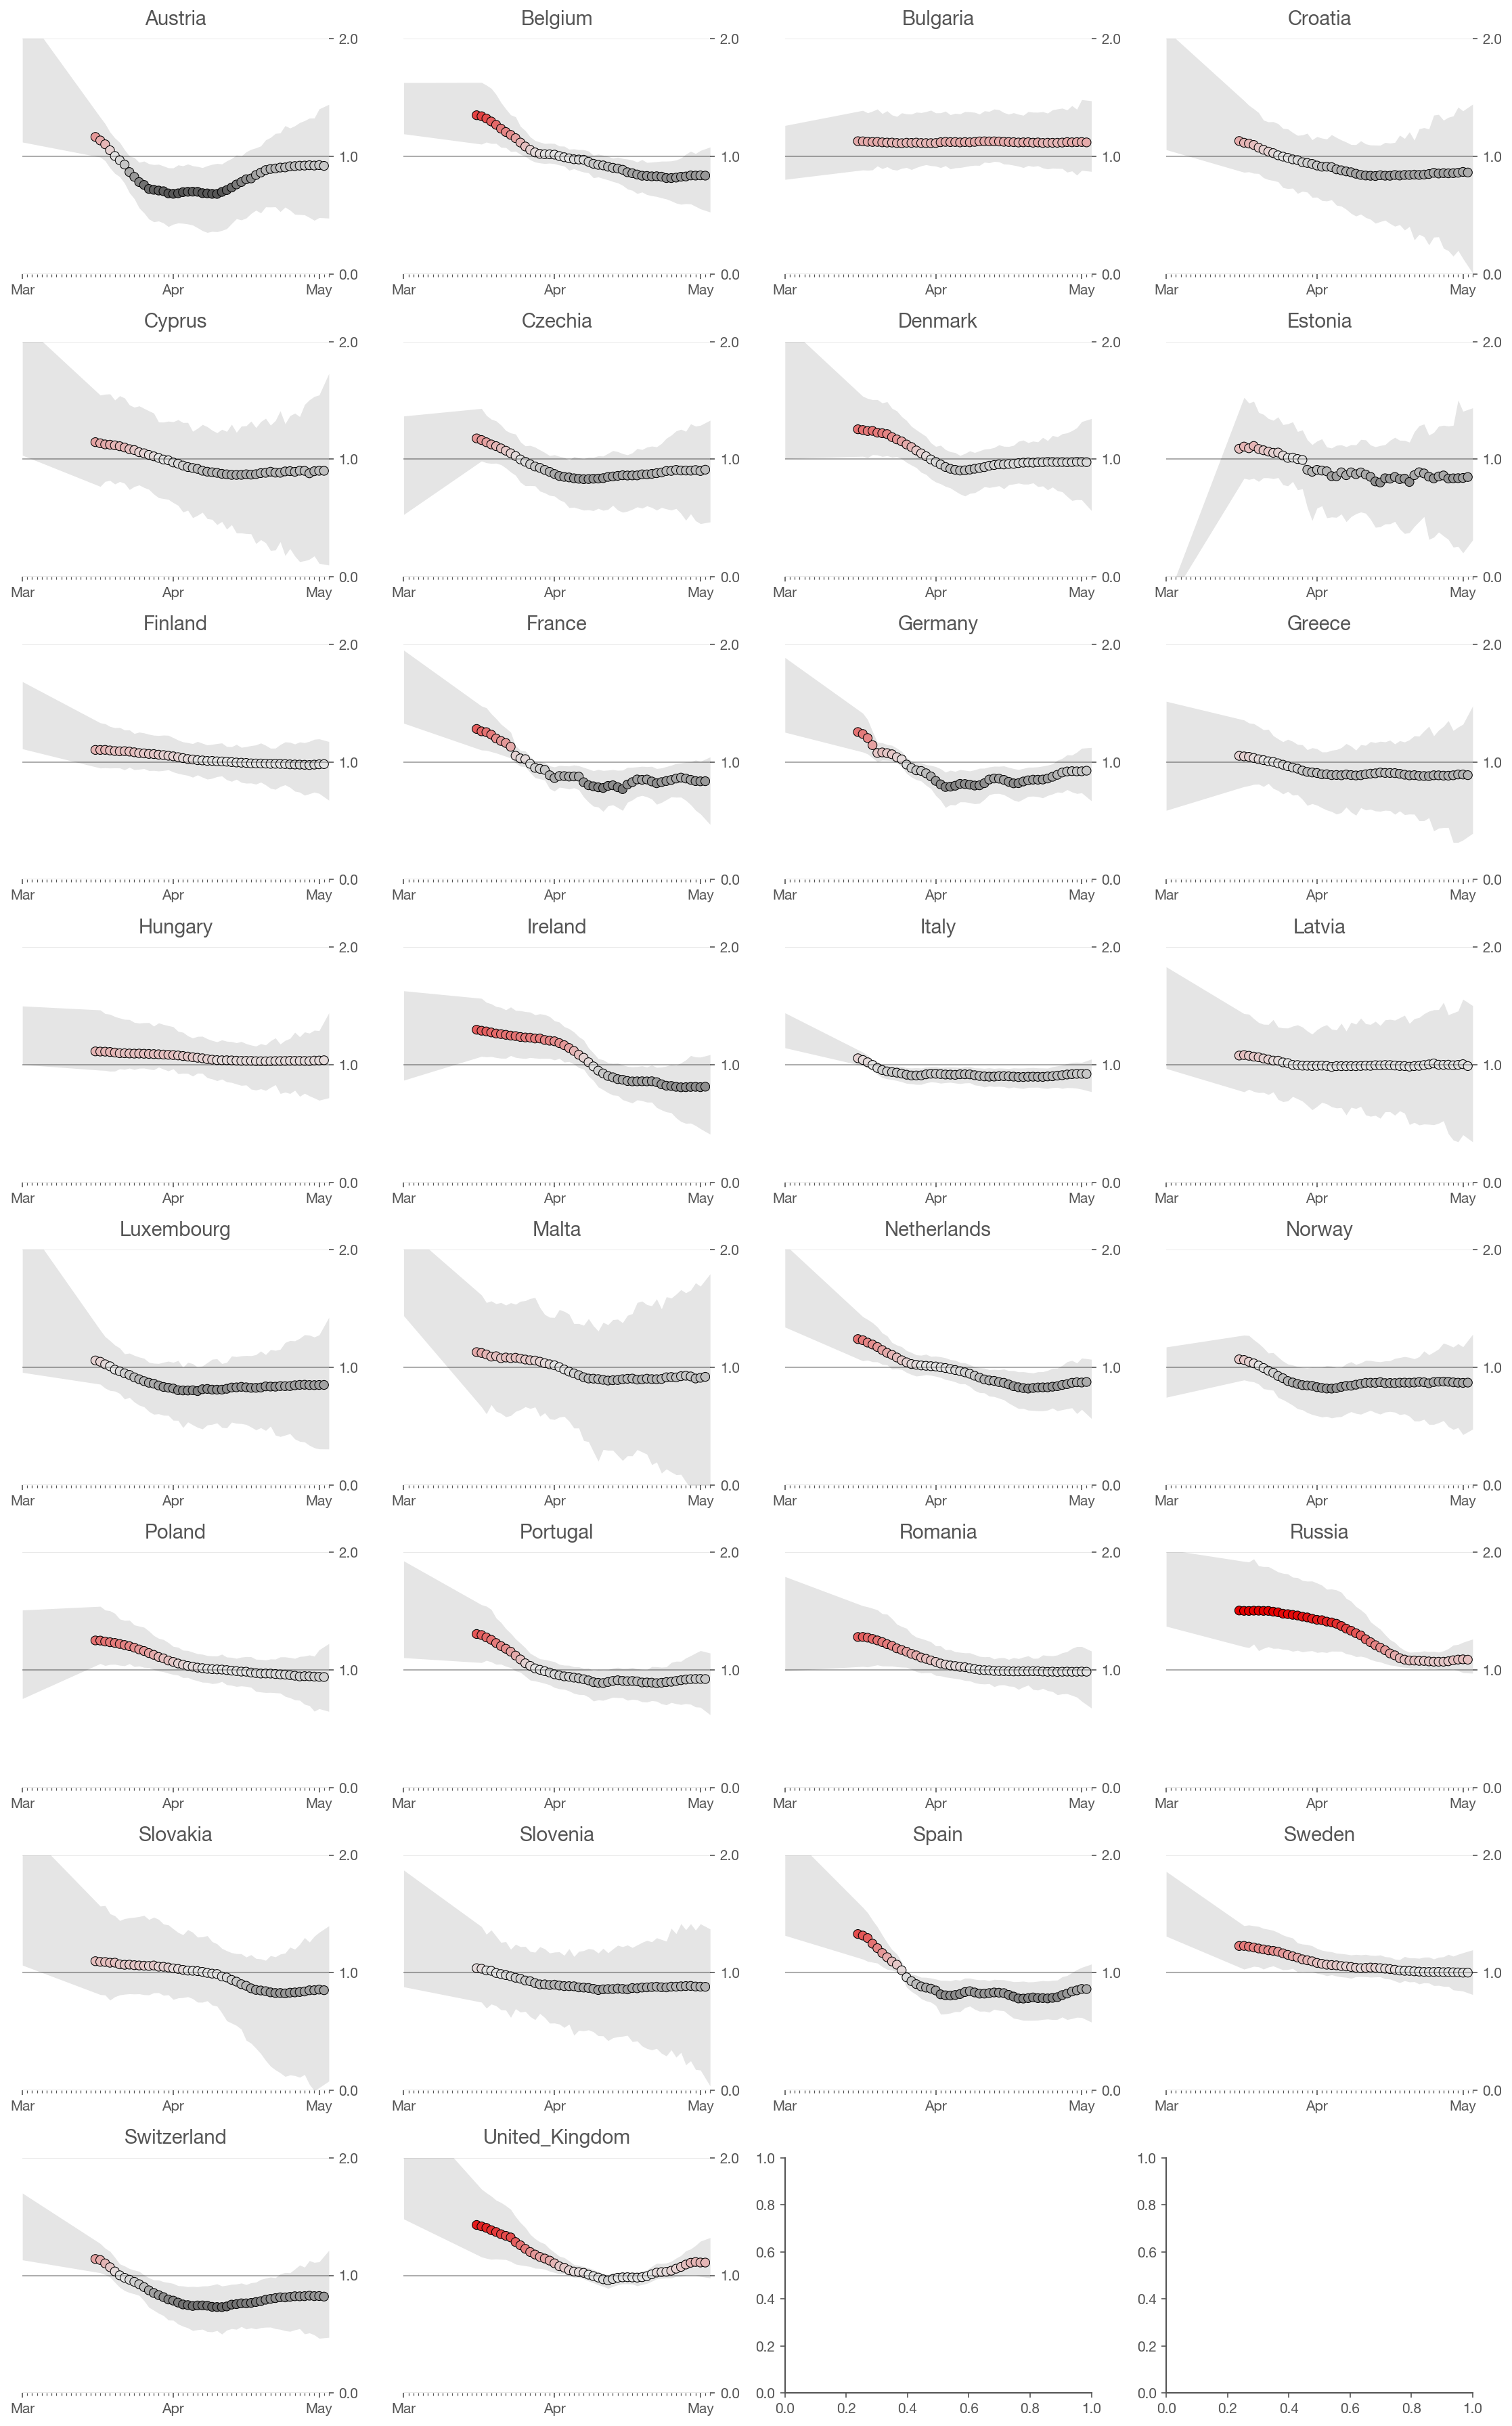 Austria Belgium Bulgaria Croatia
2.0 2.0 2.0 2.0
1.0 1.0 1.0 1.0
0.0 0.0 0.0 0.0
Mar Apr May Mar Apr May Mar Apr May Mar Apr May
Cyprus Czechia Denmark Estonia
2.0 2.0 2.0 2.0
1.0 1.0 1.0 1.0
0.0 0.0 0.0 0.0
Mar Apr May Mar Apr May Mar Apr May Mar Apr May
Finland France Germany Greece
2.0 2.0 2.0 2.0
1.0 1.0 1.0 1.0
0.0 0.0 0.0 0.0
Mar Apr May Mar Apr May Mar Apr May Mar Apr May
Hungary Ireland Italy Latvia
2.0 2.0 2.0 2.0
1.0 1.0 1.0 1.0
0.0 0.0 0.0 0.0
Mar Apr May Mar Apr May Mar Apr May Mar Apr May
Luxembourg Malta Netherlands Norway
2.0 2.0 2.0 2.0
1.0 1.0 1.0 1.0
0.0 0.0 0.0 0.0
Mar Apr May Mar Apr May Mar Apr May Mar Apr May
Poland Portugal Romania Russia
2.0 2.0 2.0 2.0
1.0 1.0 1.0 1.0
0.0 0.0 0.0 0.0
Mar Apr May Mar Apr May Mar Apr May Mar Apr May
Slovakia Slovenia Spain Sweden
2.0 2.0 2.0 2.0
1.0 1.0 1.0 1.0
0.0 0.0 0.0 0.0
Mar Apr May Mar Apr May Mar Apr May Mar Apr May
Switzerland United_Kingdom
2.0 2.0 1.0 1.0
0.8 0.8
0.6 0.6
1.0 1.0
0.4 0.4
0.2 0.2
0.0 0.0 0.0 0.0
Mar Apr May Mar Apr May 0.0 0.2 0.4 0.6 0.8 1.0 0.0 0.2 0.4 0.6 0.8 1.0